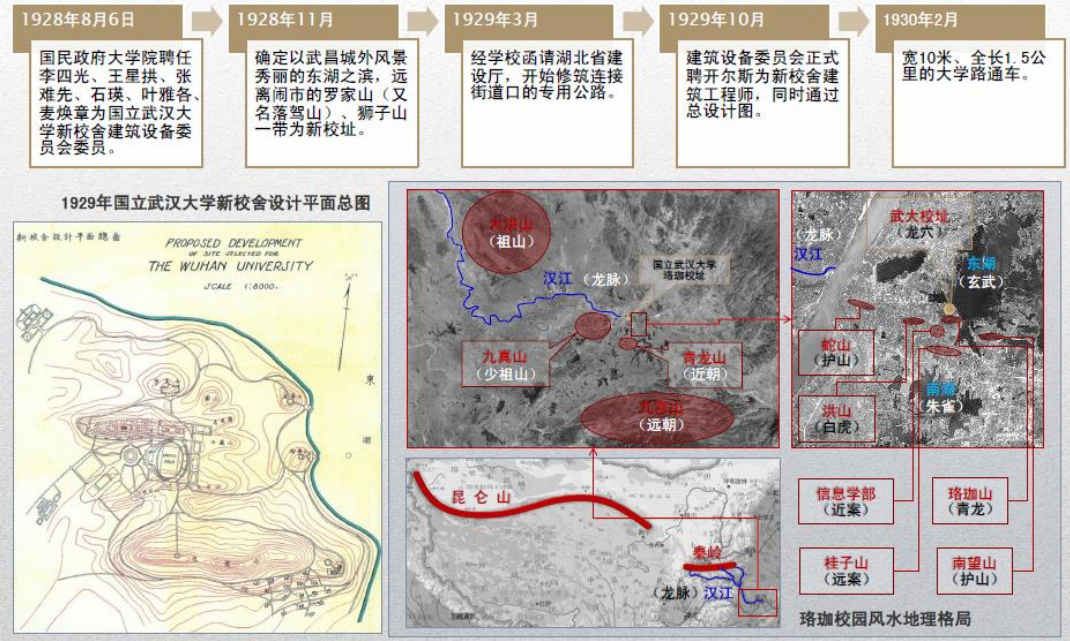 1928年8月6日
国民政府大学院聘任
李四光、王星拱、张
难先、石瑛、叶雅各、
麦焕章为国立武汉大
学新校舍建筑设备委
员会委员。
1928年11月
确定以武昌城外风景
秀丽的东湖之滨，远
离闹市的罗家山（又
名落驾山）、狮子山
一带为新校址。
1929年3月
经学校函请湖北省建
设厅，开始修筑连接
街道口的专用公路。
1929年10月
建筑设备委员会正式
聘开尔斯为新校舍建
筑工程师，同时通过
总设计图。
1930年2月
宽10米、全长1.5公
里的大学路通车。
1929年国立武汉大学新校舍设计平面总图
新校舍設計平面總圖
PROPOSED DEVELOPMENT
OF SITE SELECTED FOR
THE WUHAN UNIVERSITY
SCALE 1:8000.
東
湖
大洪山
（祖山）
汉江（龙脉）
国立武汉大学
珞珈校址
九真山
（少祖山）
青龙山
（近朝）
（远朝）
武大校址
（龙穴）
（龙脉）
汉江
东湖
（玄武）
蛇山
（护山）
洪山
（白虎）
南湖
（朱雀）
信息学部
（近案）
珞珈山
（青龙）
桂子山
（远案）
南望山
（护山）
昆仑山
秦岭
（龙脉）汉江
珞珈校园风水地理格局